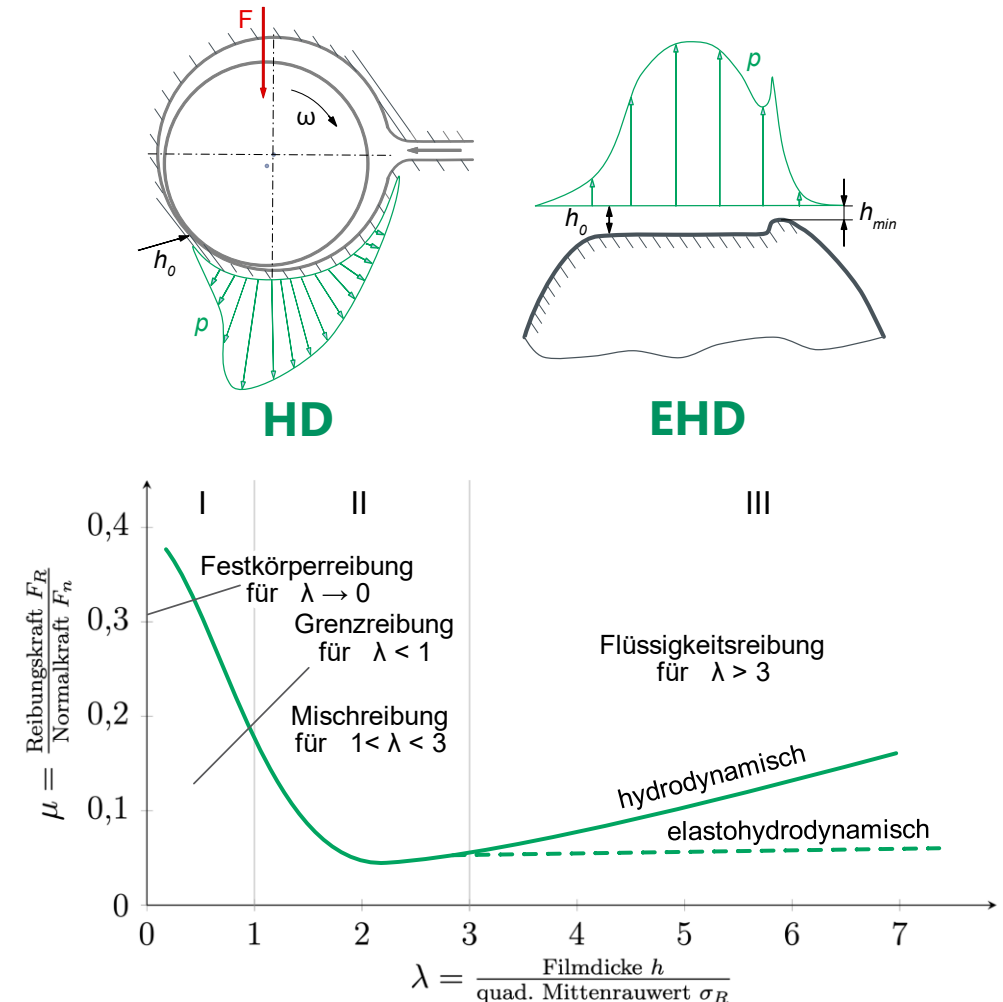 F
ω
h0
p
HD
p
h0
hmin
EHD
I
II
III
0,4
0,3
0,2
0,1
0
μ = Reibungskraft FR / Normalkraft Fn
Festkörperreibung
für λ → 0
Grenzreibung
für λ < 1
Mischreibung
für 1< λ < 3
Flüssigkeitsreibung
für λ > 3
hydrodynamisch
elastohydrodynamisch
0 1 2 3 4 5 6 7
λ = Filmdicke h / quad. Mittenrauwert σR